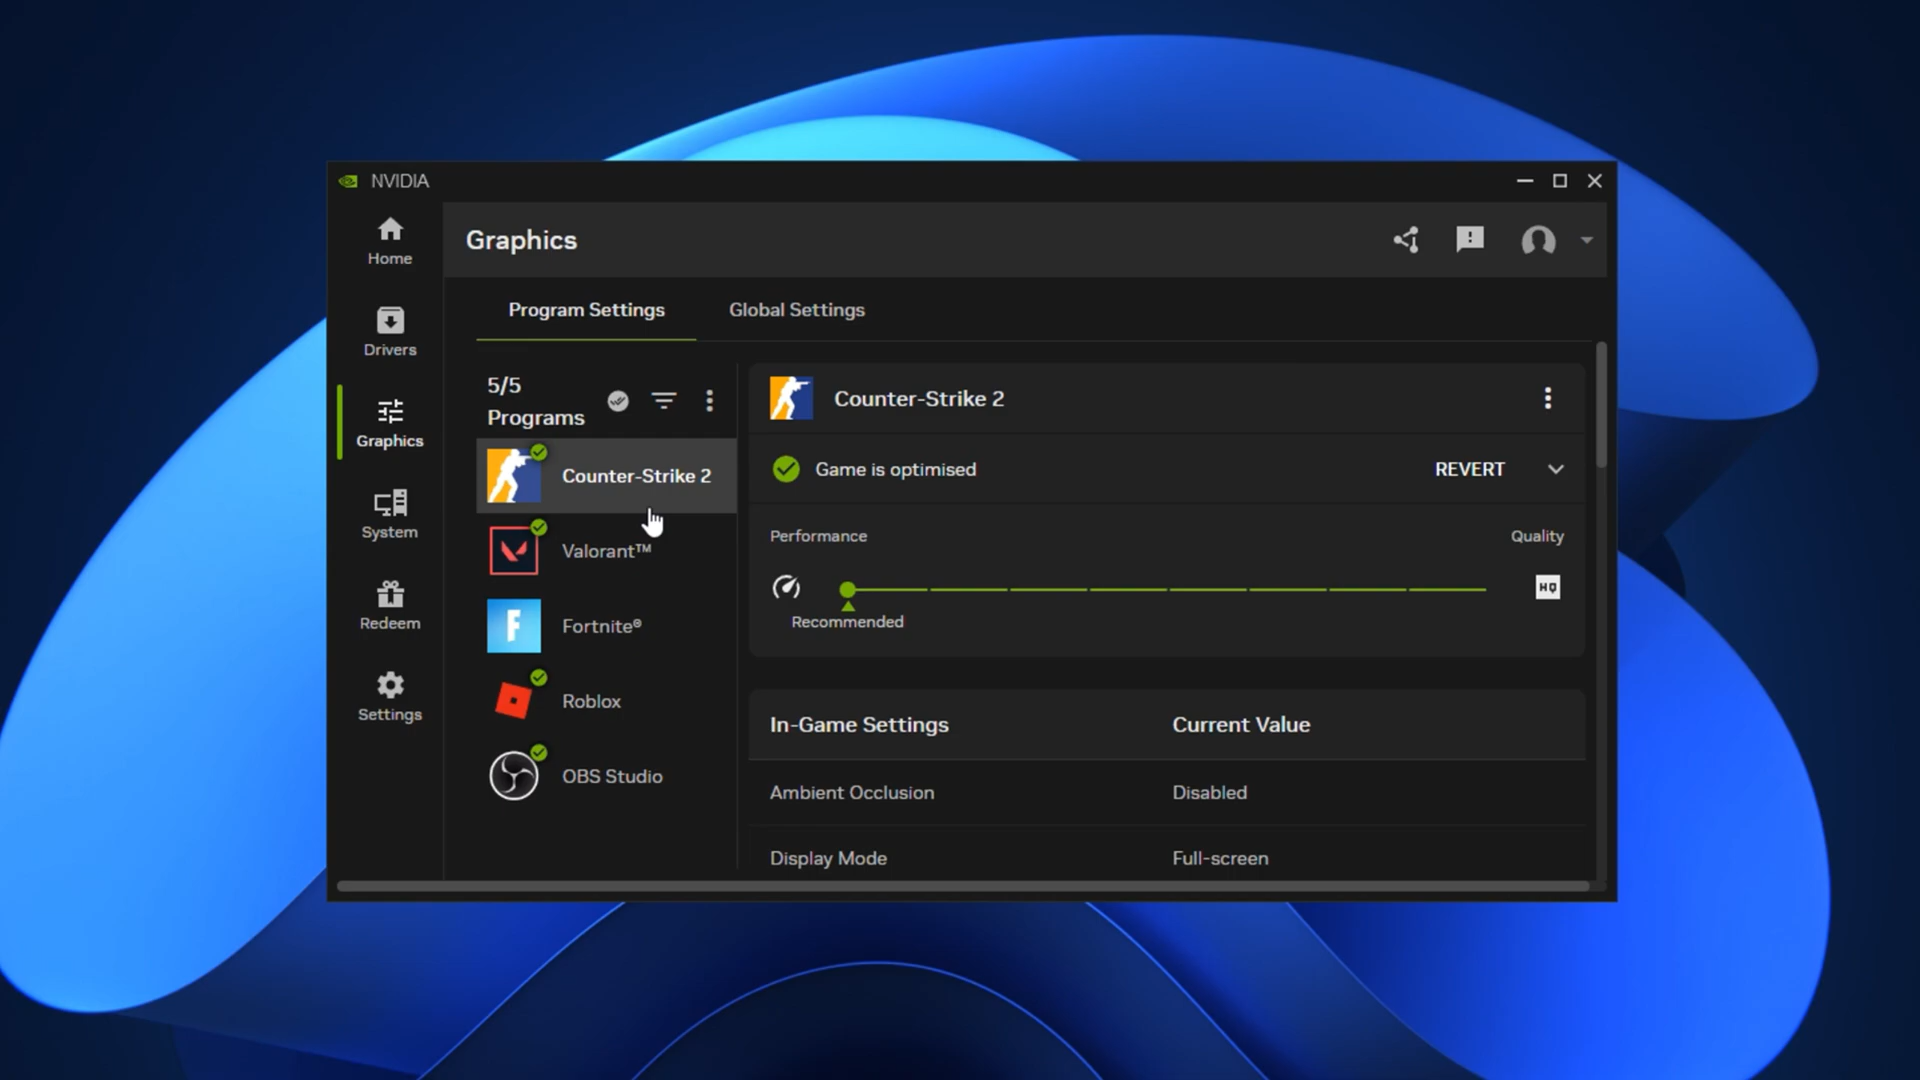 NVIDIA
Home
Drivers
Graphics
System
Redeem
Settings
Graphics
Program Settings
Global Settings
5/5
Programs
Counter-Strike 2
Valorant™
Fortnite®
Roblox
OBS Studio
Counter-Strike 2
Game is optimised
REVERT
Performance
Quality
HQ
Recommended
In-Game Settings
Current Value
Ambient Occlusion
Disabled
Display Mode
Full-screen